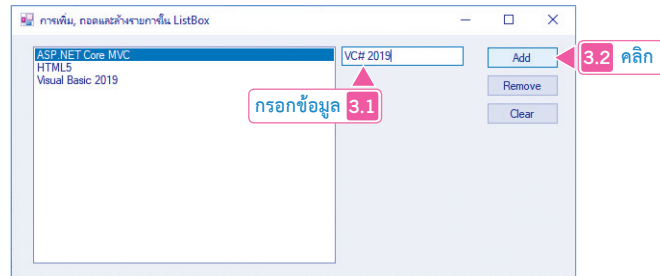 การเพิ่ม, ถอดและล้างรายการใน ListBox
ASP.NET Core MVC
HTML5
Visual Basic 2019
VC# 2019
Add
3.2 คลิก
Remove
กรอกข้อมูล 3.1
Clear